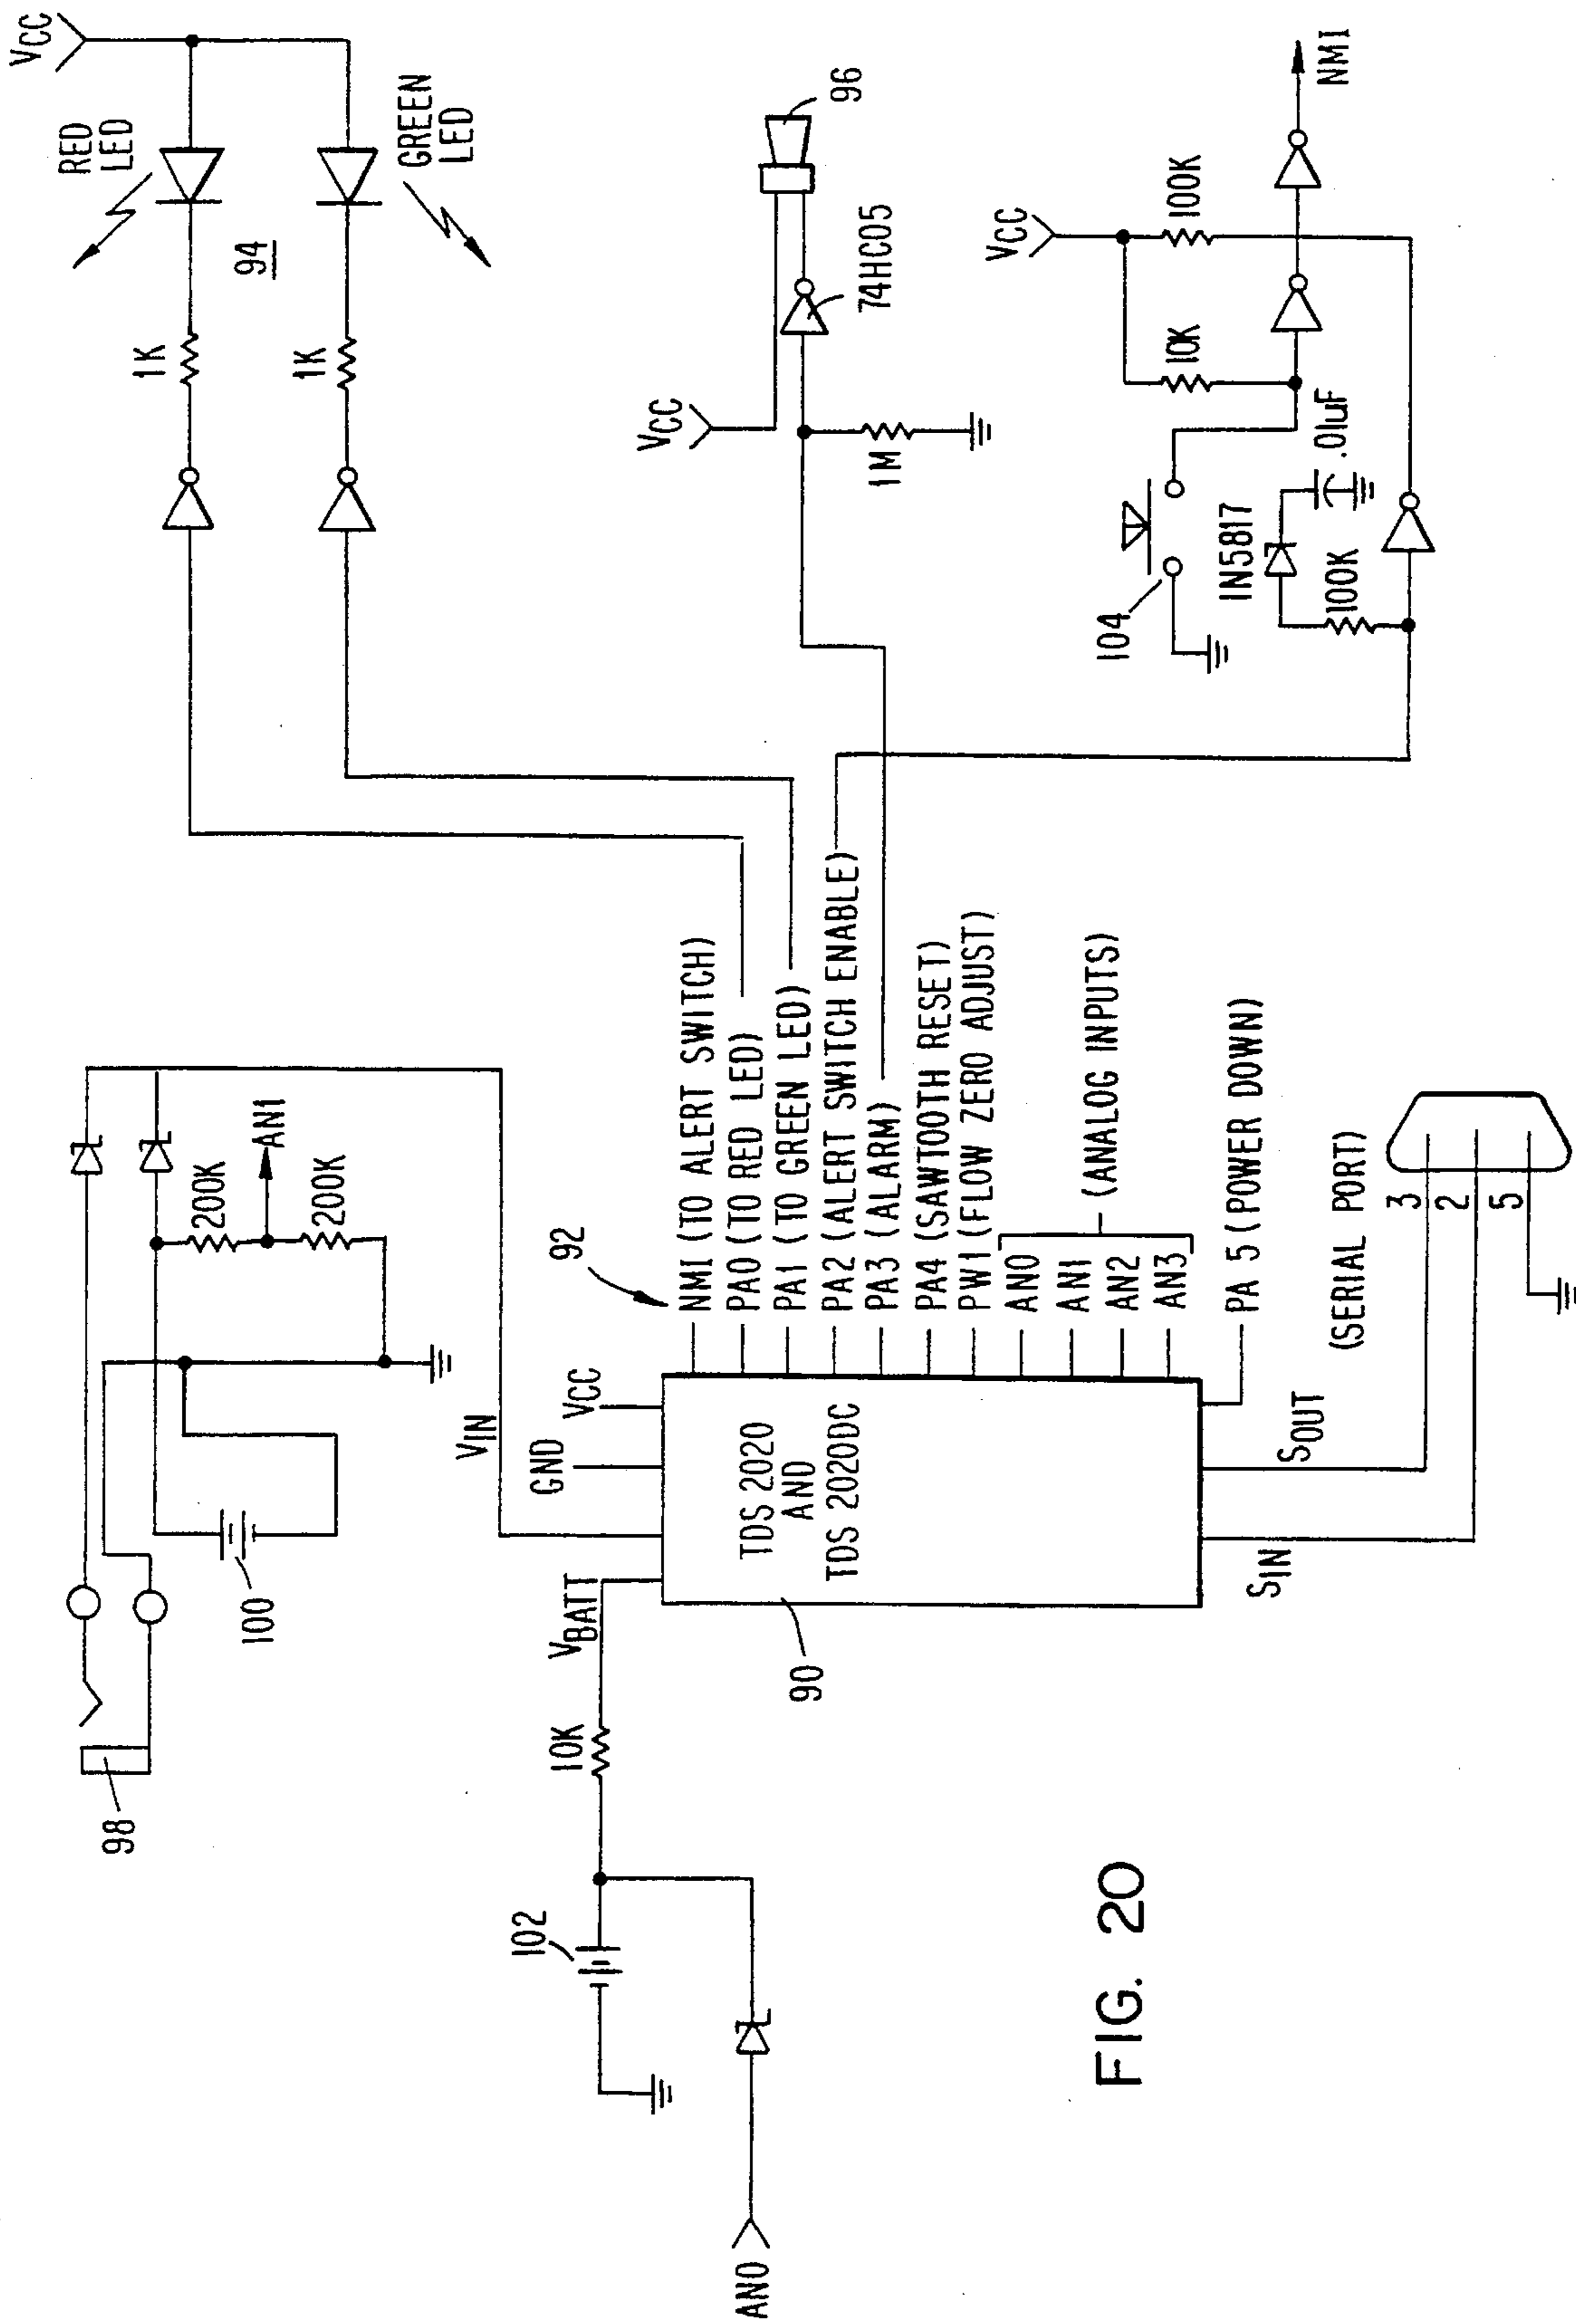 VCC
RED
LED
GREEN
LED
94
1K
1K
96
74HC05
VCC
1M
NMI
VCC
100K
10K
.01uF
1N5817
100K
104
98
100
200K
AN1
200K
VIN
92
NMI (TO ALERT SWITCH)
PA0 (TO RED LED)
PA1 (TO GREEN LED)
PA2 (ALERT SWITCH ENABLE)
PA3 (ALARM)
PA4 (SAWTOOTH RESET)
PW1 (FLOW ZERO ADJUST)
AN0
AN1
AN2
AN3
(ANALOG INPUTS)
PA 5 (POWER DOWN)
VBATT
GND
VCC
TDS 2020
AND
TDS 2020DC
90
10K
102
AN0
SIN
SOUT
(SERIAL PORT)
3
2
5
FIG. 20